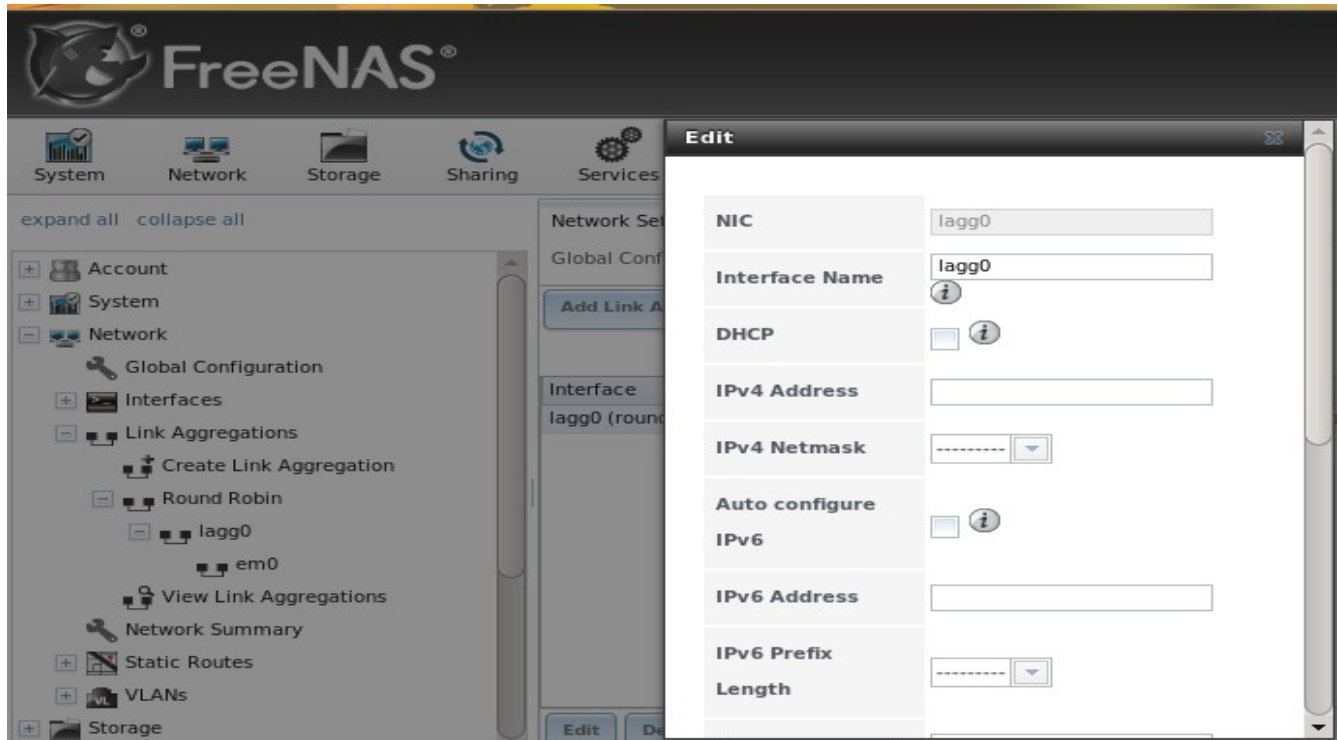 FreeNAS®
System
Network
Storage
Sharing
Services
expand all collapse all
Account
System
Network
Global Configuration
Interfaces
Link Aggregations
Create Link Aggregation
Round Robin
lagg0
em0
View Link Aggregations
Network Summary
Static Routes
VLANs
Storage
Network Set
Global Conf
Add Link A
Interface
lagg0 (round
Edit
De
Edit
NIC
lagg0
Interface Name
lagg0
DHCP
IPv4 Address
IPv4 Netmask
---------
Auto configure
IPv6
IPv6 Address
IPv6 Prefix
Length
---------